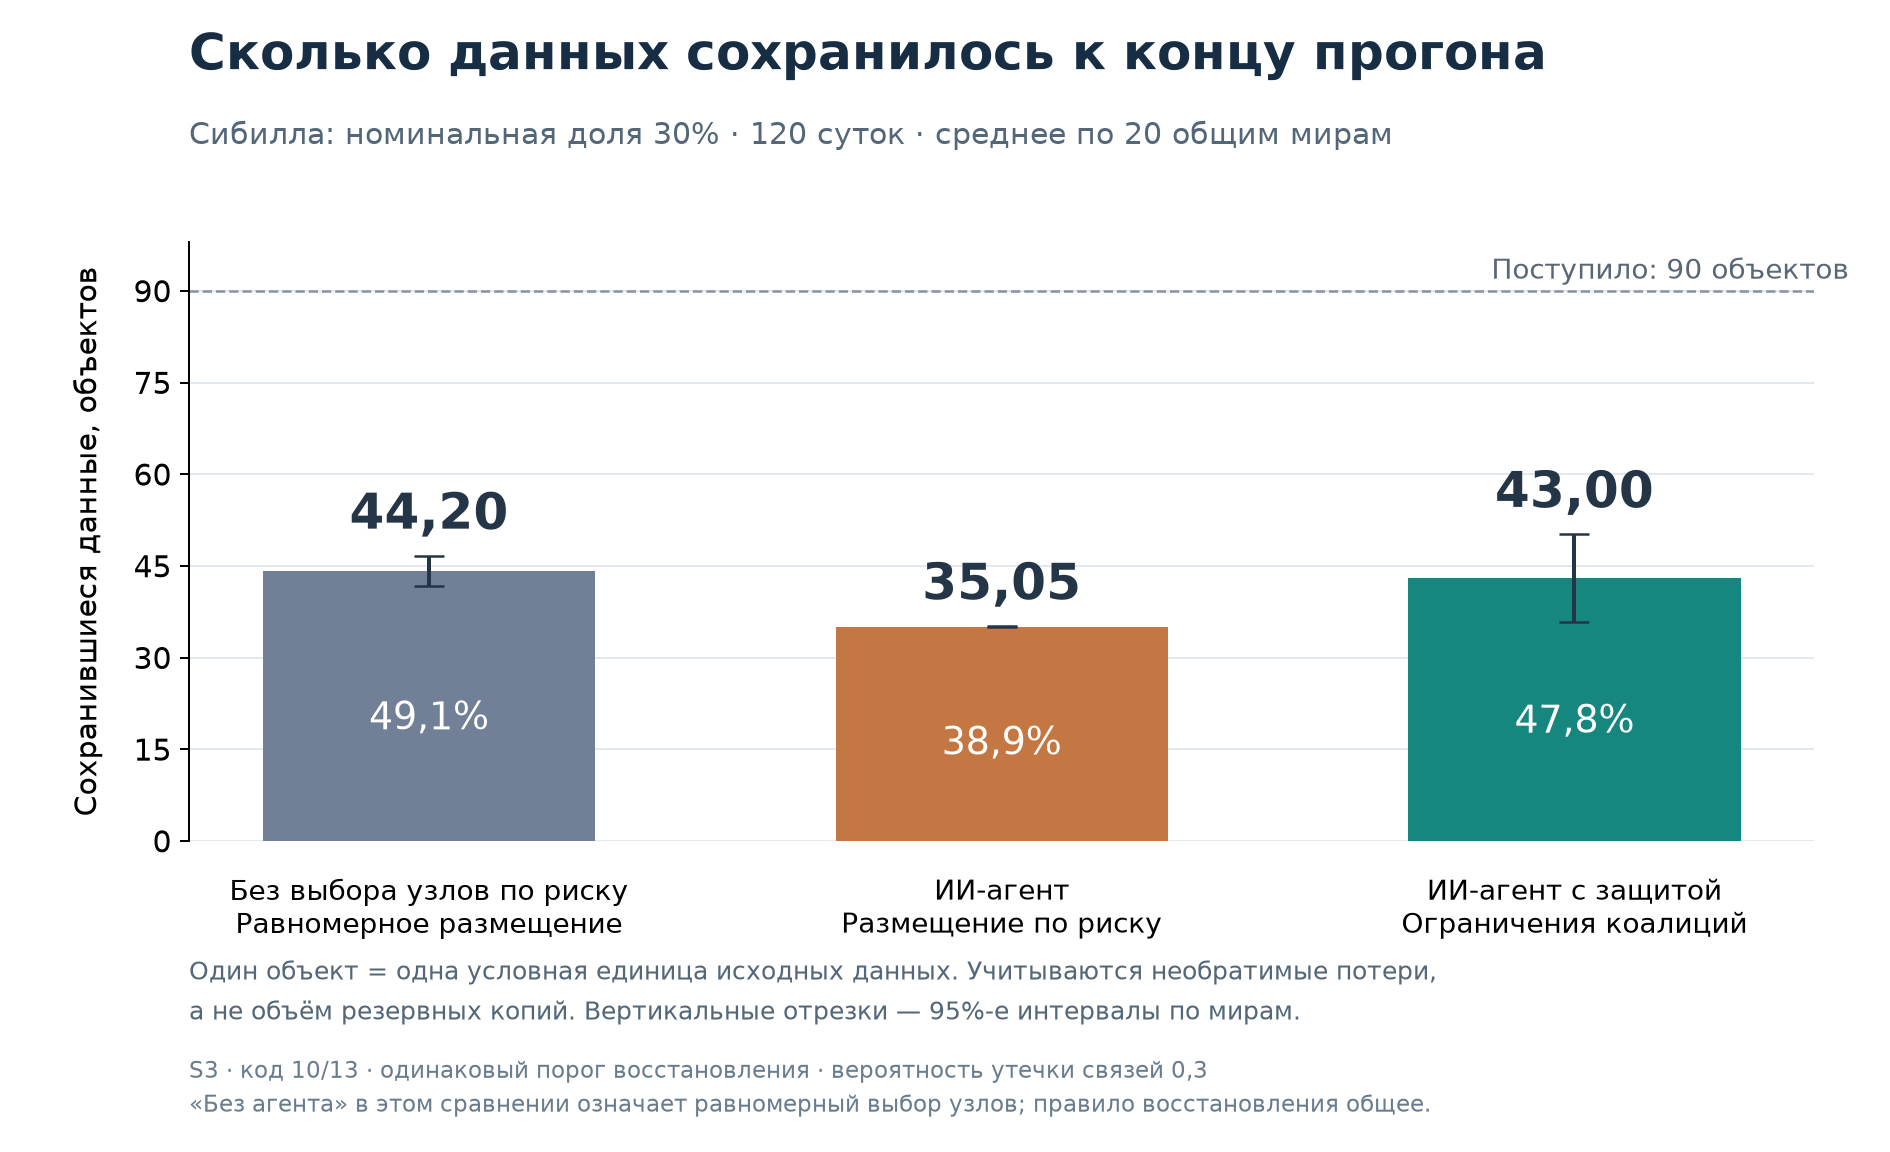 Сколько данных сохранилось к концу прогона
Сибилла: номинальная доля 30% · 120 суток · среднее по 20 общим мирам
Поступило: 90 объектов
Сохранившиеся данные, объектов
90
75
60
45
30
15
0
44,20
49,1%
35,05
38,9%
43,00
47,8%
Без выбора узлов по риску
Равномерное размещение
ИИ-агент
Размещение по риску
ИИ-агент с защитой
Ограничения коалиций
Один объект = одна условная единица исходных данных. Учитываются необратимые потери,
а не объём резервных копий. Вертикальные отрезки — 95%-е интервалы по мирам.
S3 · код 10/13 · одинаковый порог восстановления · вероятность утечки связей 0,3
«Без агента» в этом сравнении означает равномерный выбор узлов; правило восстановления общее.